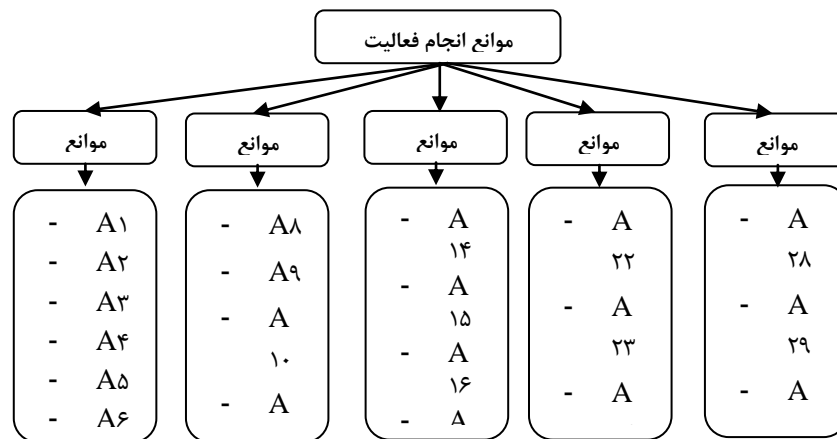 موانع انجام فعالیت
موانع
موانع
موانع
موانع
موانع
- A۱
- A۲
- A۳
- A۴
- A۵
- A۶
- A۸
- A۹
- A
۱۰
- A
- A
۱۴
- A
۱۵
- A
۱۶
- A
- A
۲۲
- A
۲۳
- A
- A
۲۸
- A
۲۹
- A